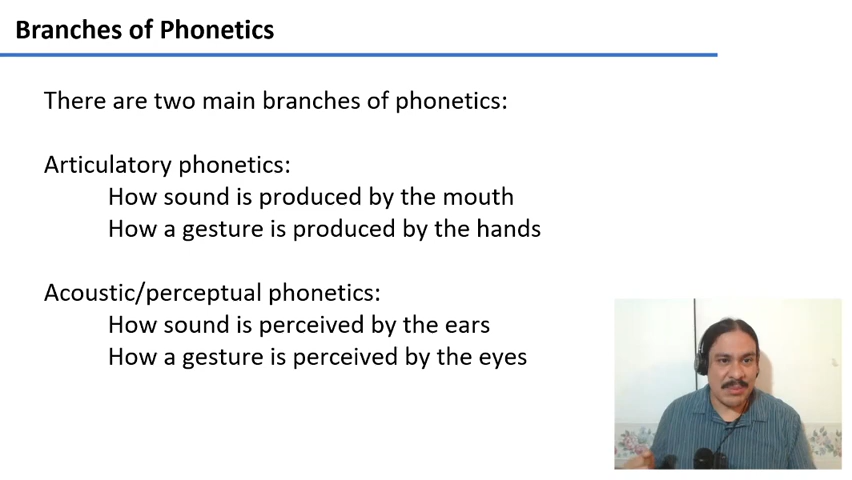 Branches of Phonetics
There are two main branches of phonetics:
Articulatory phonetics:
How sound is produced by the mouth
How a gesture is produced by the hands
Acoustic/perceptual phonetics:
How sound is perceived by the ears
How a gesture is perceived by the eyes